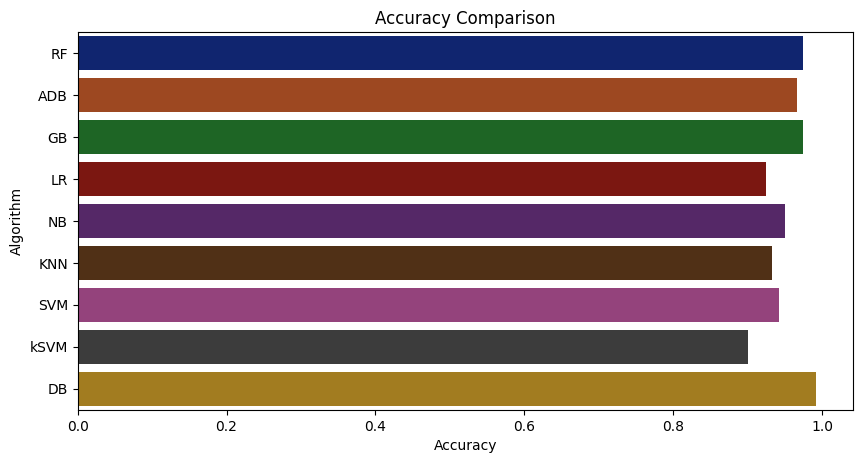 Accuracy Comparison
Algorithm
RF
ADB
GB
LR
NB
KNN
SVM
kSVM
DB
0.0 0.2 0.4 0.6 0.8 1.0
Accuracy